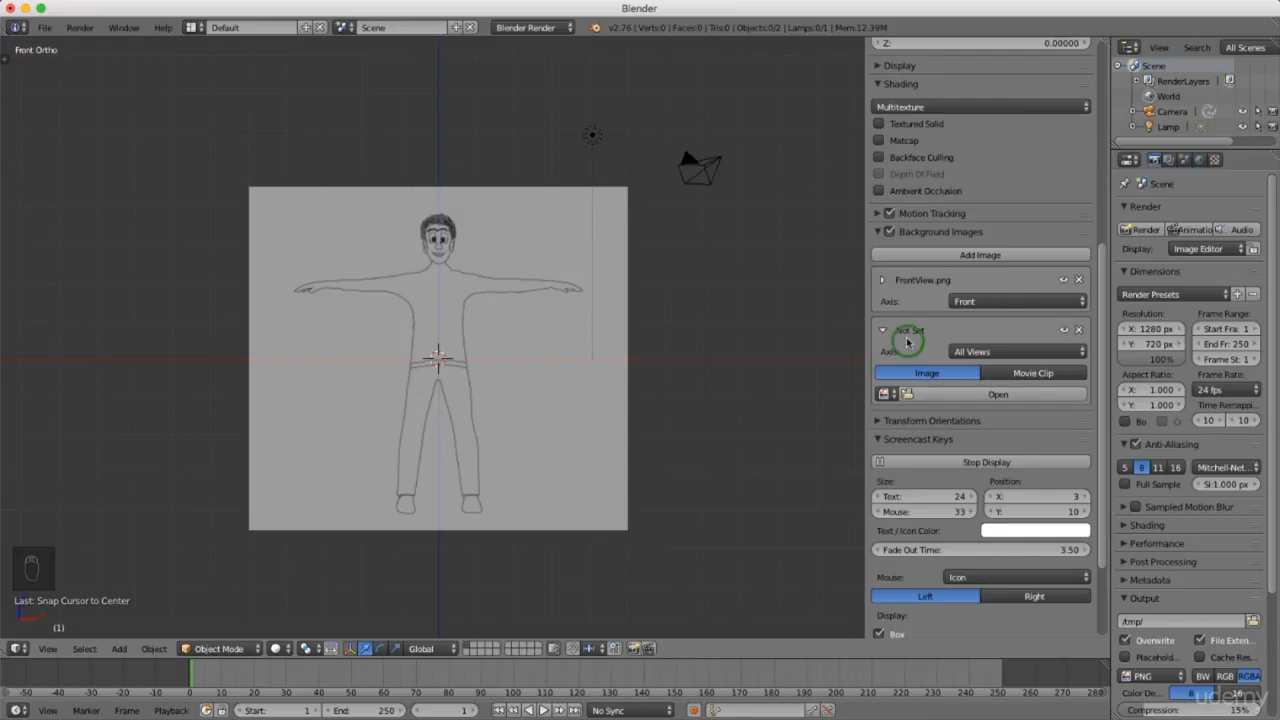 Blender
File Render Window Help Default Scene Blender Render v2.76 | Verts:0 | Faces:0 | Tris:0 | Objects:0/2 | Lamps:0/1 | Mem:12.39M
View Search All Scenes
Front Ortho
Z: 0.00000
Display
Shading
Multitexture
Textured Solid
Matcap
Backface Culling
Depth Of Field
Ambient Occlusion
Motion Tracking
Background Images
Add Image
FrontView.png
Axis: Front
Not Set
Axis: All Views
Image Movie Clip
Open
Transform Orientations
Screencast Keys
Stop Display
Size: Position:
Text: 24 X: 3
Mouse: 33 Y: 10
Text / Icon Color:
Fade Out Time: 3.50
Mouse: Icon
Left Right
Display:
Box
Scene
RenderLayers
World
Camera
Lamp
Scene
Render
Render Animatio Audio
Display: Image Editor
Dimensions
Render Presets
Resolution: Frame Range:
X: 1280 px Start Fra: 1
Y: 720 px End Fr: 250
100% Frame St: 1
Aspect Ratio: Frame Rate:
X: 1.000 24 fps
Y: 1.000 Time Remappi
Bo Cr 10 10
Anti-Aliasing
5 8 11 16 Mitchell-Net...
Full Sample Si:1.000 px
Sampled Motion Blur
Shading
Performance
Post Processing
Metadata
Output
/tmp/
Overwrite File Exten...
Placehold... Cache Res...
PNG BW RGB RGBA
Color De... 8 16
Compression: 15%
Last: Snap Cursor to Center
(1)
View Select Add Object Object Mode Global
-50 -40 -30 -20 -10 0 10 20 30 40 50 60 70 80 90 100 110 120 130 140 150 160 170 180 190 200 210 220 230 240 250 260 270 280
View Marker Frame Playback Start: 1 End: 250 1 No Sync
udemy